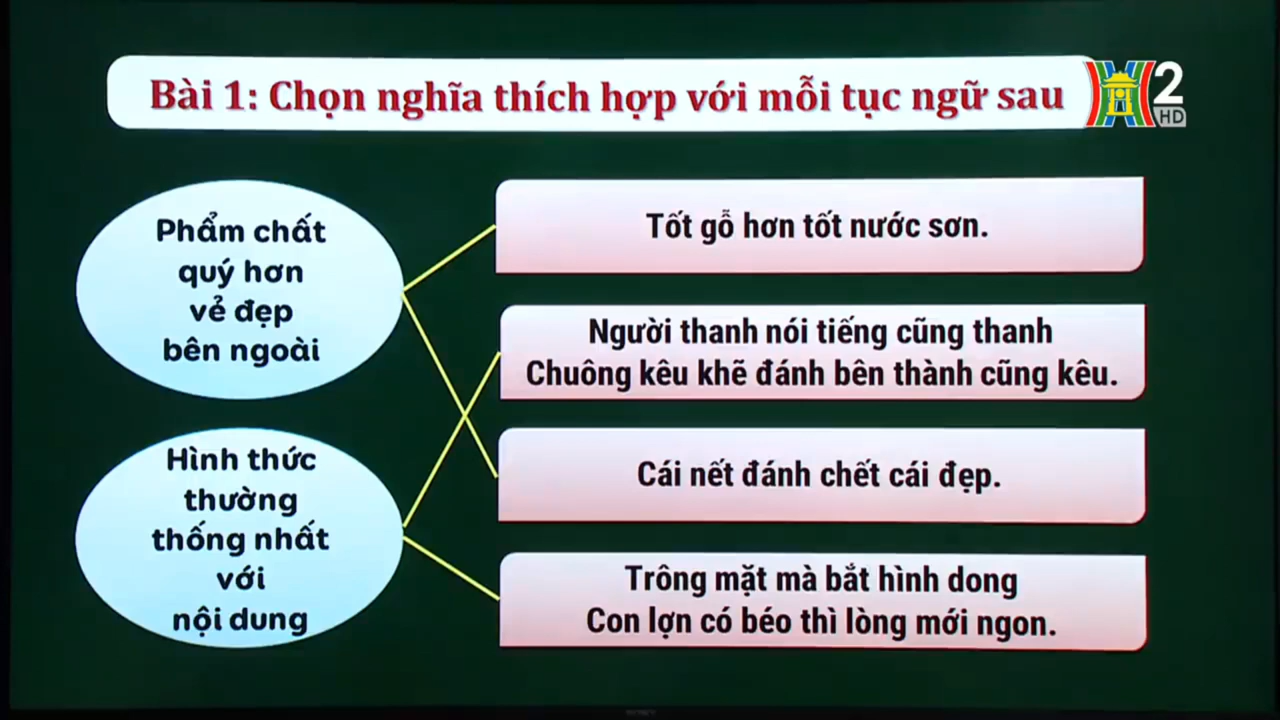 Bài 1: Chọn nghĩa thích hợp với mỗi tục ngữ sau
2
HD
Phẩm chất
quý hơn
vẻ đẹp
bên ngoài
Hình thức
thường
thống nhất
với
nội dung
Tốt gỗ hơn tốt nước sơn.
Người thanh nói tiếng cũng thanh
Chuông kêu khẽ đánh bên thành cũng kêu.
Cái nết đánh chết cái đẹp.
Trông mặt mà bắt hình dong
Con lợn có béo thì lòng mới ngon.